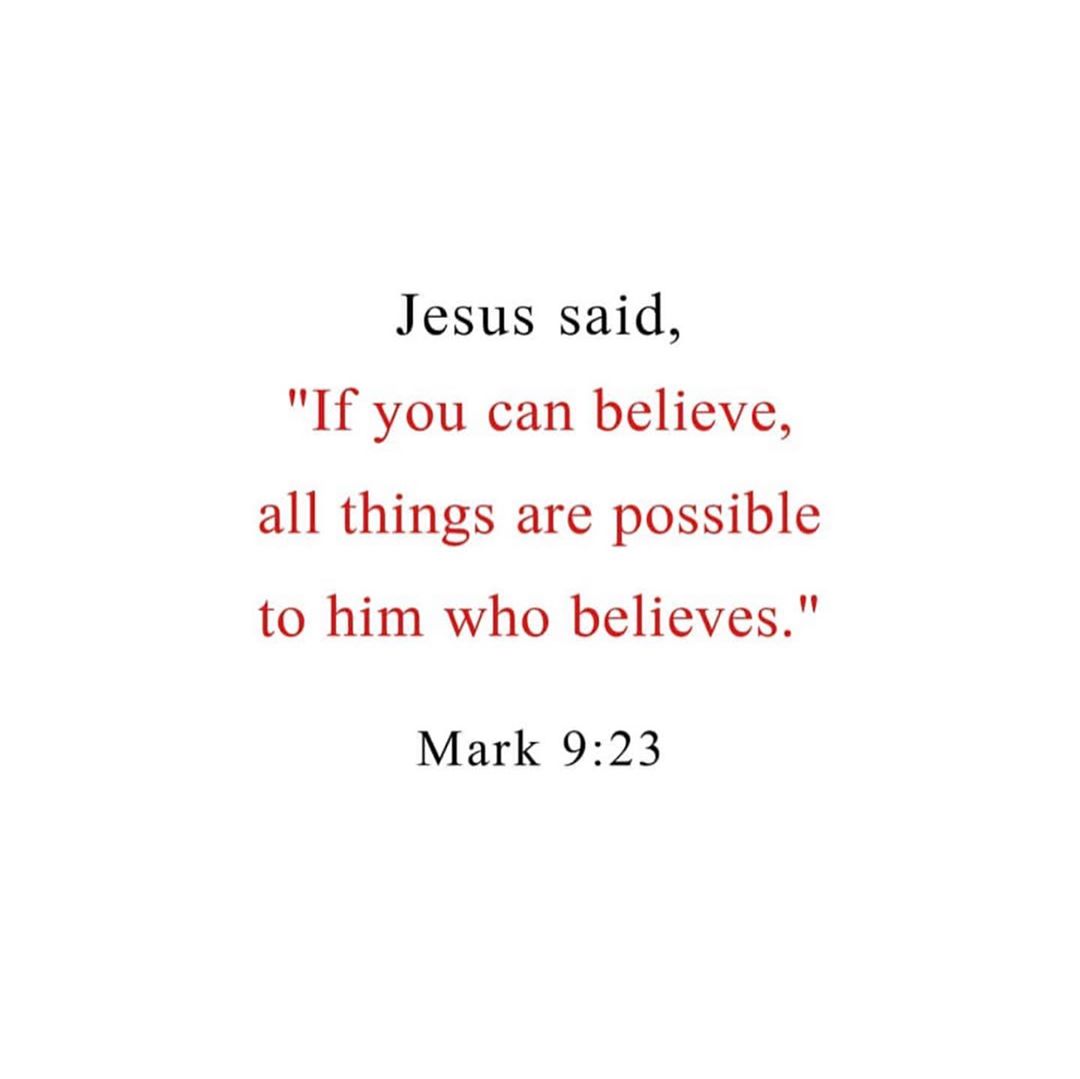 Jesus said,
"If you can believe,
all things are possible
to him who believes."
Mark 9:23